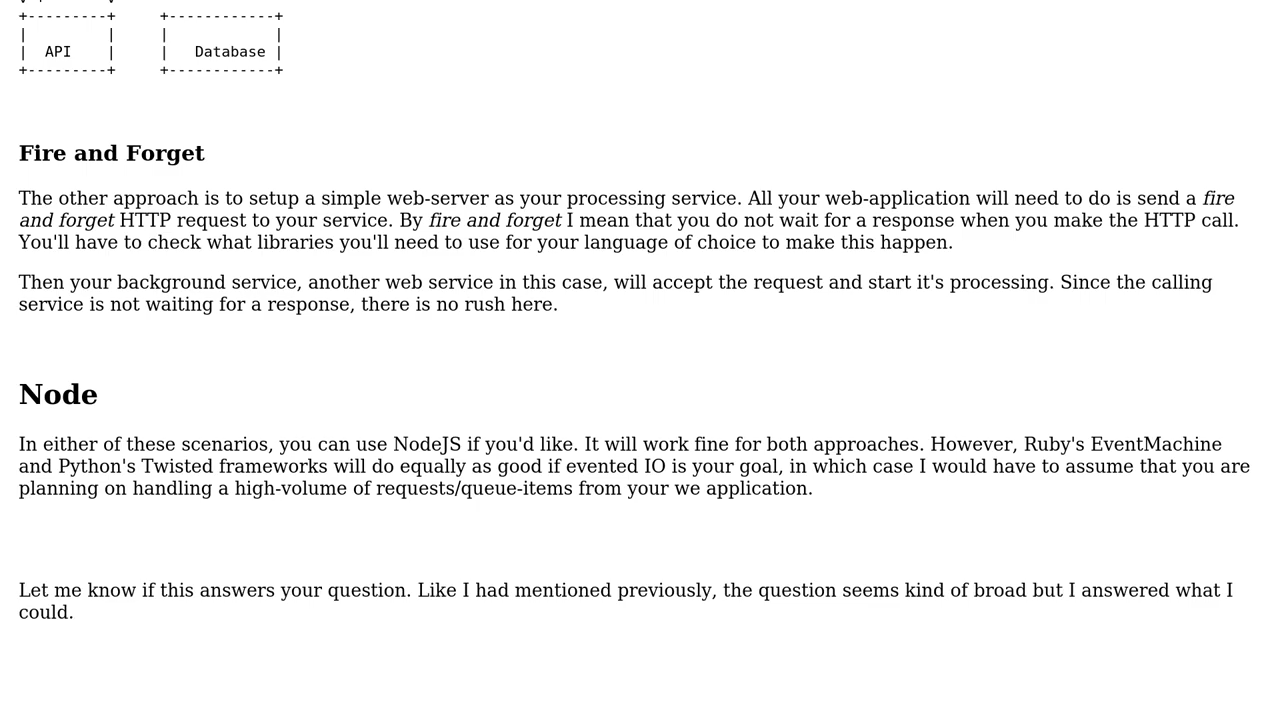 +---------+     +------------+
|         |     |            |
|  API    |     |   Database |
+---------+     +------------+
Fire and Forget
The other approach is to setup a simple web-server as your processing service. All your web-application will need to do is send a fire
and forget HTTP request to your service. By fire and forget I mean that you do not wait for a response when you make the HTTP call.
You'll have to check what libraries you'll need to use for your language of choice to make this happen.
Then your background service, another web service in this case, will accept the request and start it's processing. Since the calling
service is not waiting for a response, there is no rush here.
Node
In either of these scenarios, you can use NodeJS if you'd like. It will work fine for both approaches. However, Ruby's EventMachine
and Python's Twisted frameworks will do equally as good if evented IO is your goal, in which case I would have to assume that you are
planning on handling a high-volume of requests/queue-items from your we application.
Let me know if this answers your question. Like I had mentioned previously, the question seems kind of broad but I answered what I
could.